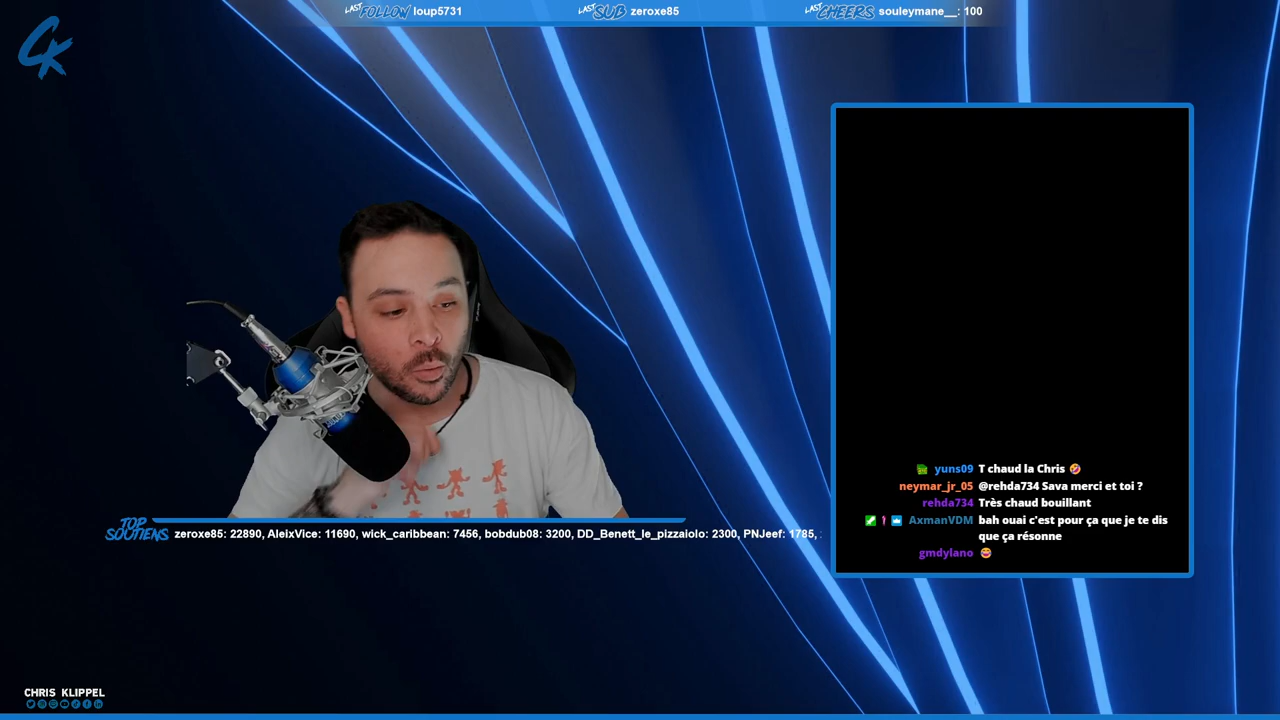 LAST FOLLOW loup5731 LAST SUB zeroxe85 LAST CHEERS souleymane__: 100
CK
yuns09 T chaud la Chris 🤣
neymar_jr_05 @rehda734 Sava merci et toi ?
rehda734 Très chaud bouillant
AxmanVDM bah ouai c'est pour ça que je te dis
que ça résonne
gmdylano 😂
TOP SOUTIENS zeroxe85: 22890, AleixVice: 11690, wick_caribbean: 7456, bobdub08: 3200, DD_Benett_le_pizzaiolo: 2300, PNJeef: 1785,
CHRIS KLIPPEL